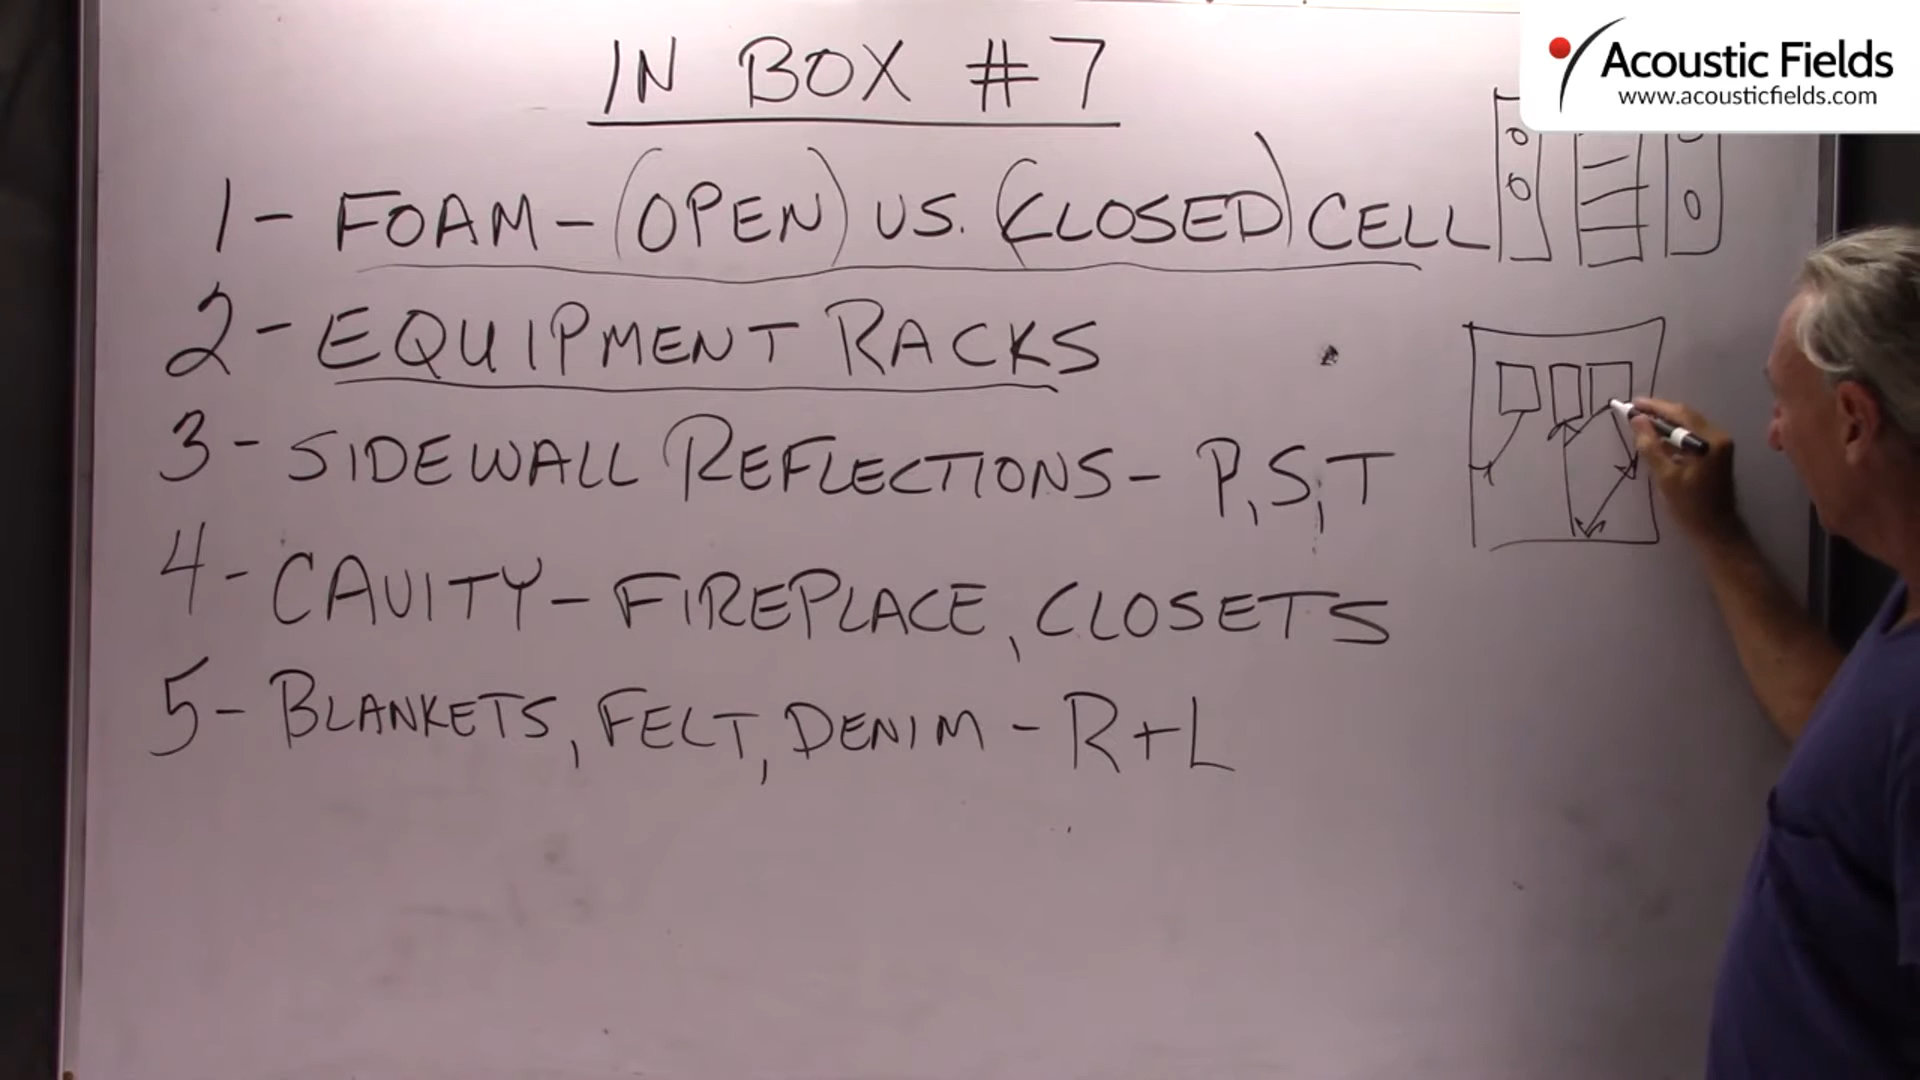 IN BOX #7
Acoustic Fields
www.acousticfields.com
1- FOAM - (OPEN) VS. (CLOSED) CELL
2- EQUIPMENT RACKS
3- SIDEWALL REFLECTIONS - P, S, T
4- CAVITY - FIREPLACE, CLOSETS
5- BLANKETS, FELT, DENIM - R+L